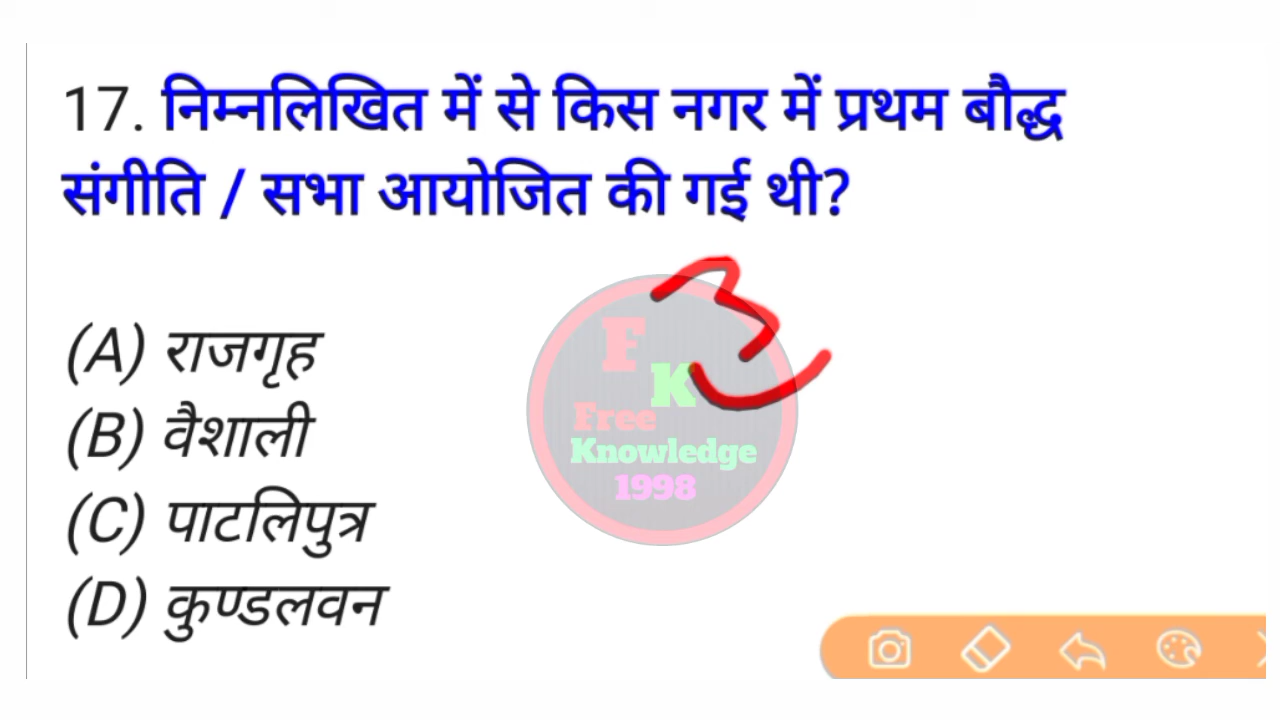 17. निम्नलिखित में से किस नगर में प्रथम बौद्ध
संगीति / सभा आयोजित की गई थी?
F
K
Free
Knowledge
1998
(A) राजगृह
(B) वैशाली
(C) पाटलिपुत्र
(D) कुण्डलवन